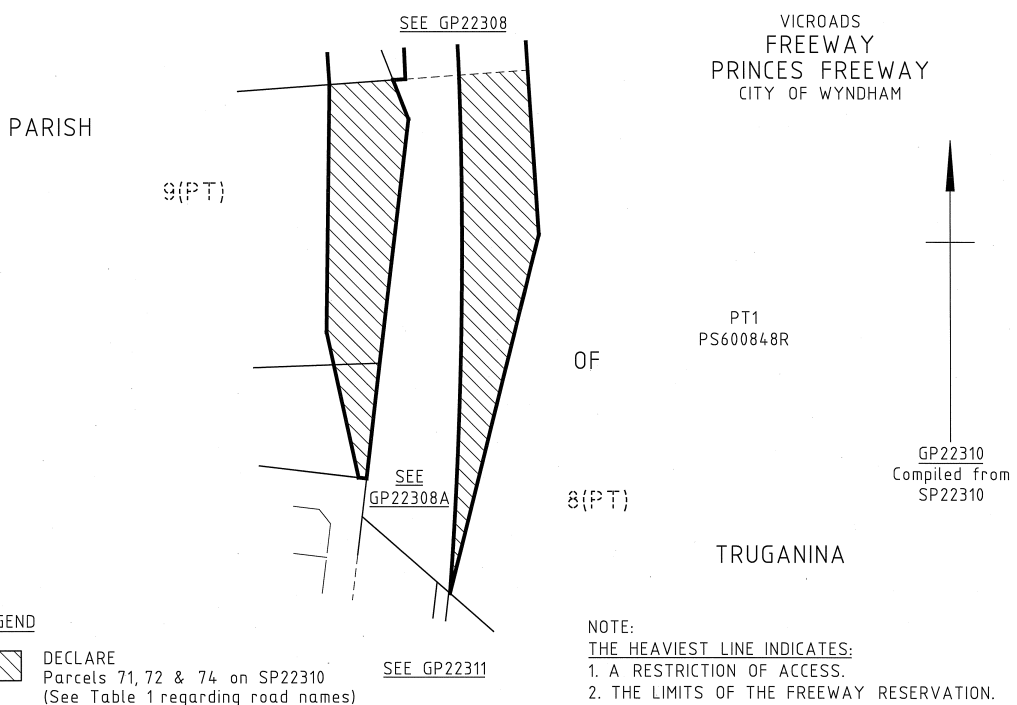 SEE GP22308
VICROADS
FREEWAY
PRINCES FREEWAY
CITY OF WYNDHAM
PARISH
9(PT)
PT1
PS600848R
OF
GP22310
Compiled from
SP22310
SEE
GP22308A
8(PT)
TRUGANINA
GEND
DECLARE
Parcels 71, 72 & 74 on SP22310
(See Table 1 regarding road names)
SEE GP22311
NOTE:
THE HEAVIEST LINE INDICATES:
1. A RESTRICTION OF ACCESS.
2. THE LIMITS OF THE FREEWAY RESERVATION.